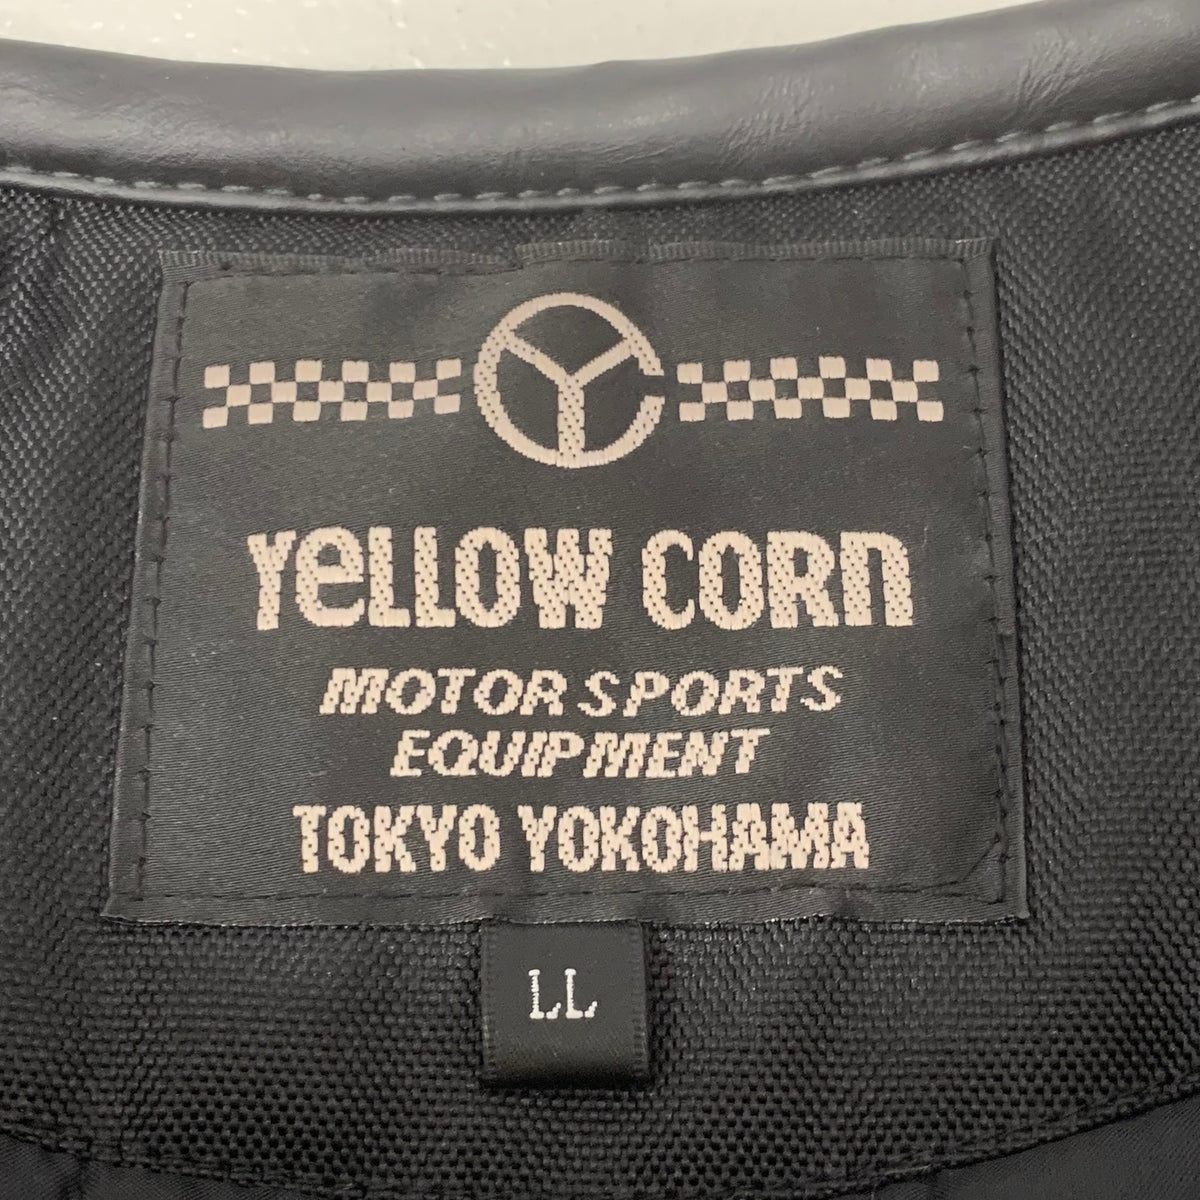 YeLLOW CORn
MOTOR SPORTS
EQUIPMENT
TOKYO YOKOHAMA
LL